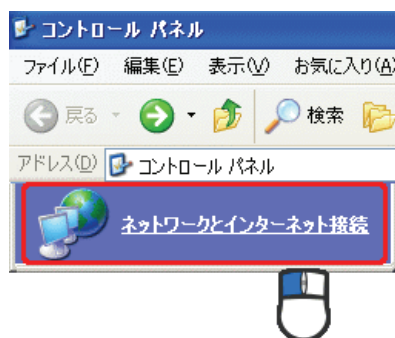 コントロール パネル
ファイル(F) 編集(E) 表示(V) お気に入り(A)
戻る 検索
アドレス(D) コントロール パネル
ネットワークとインターネット接続